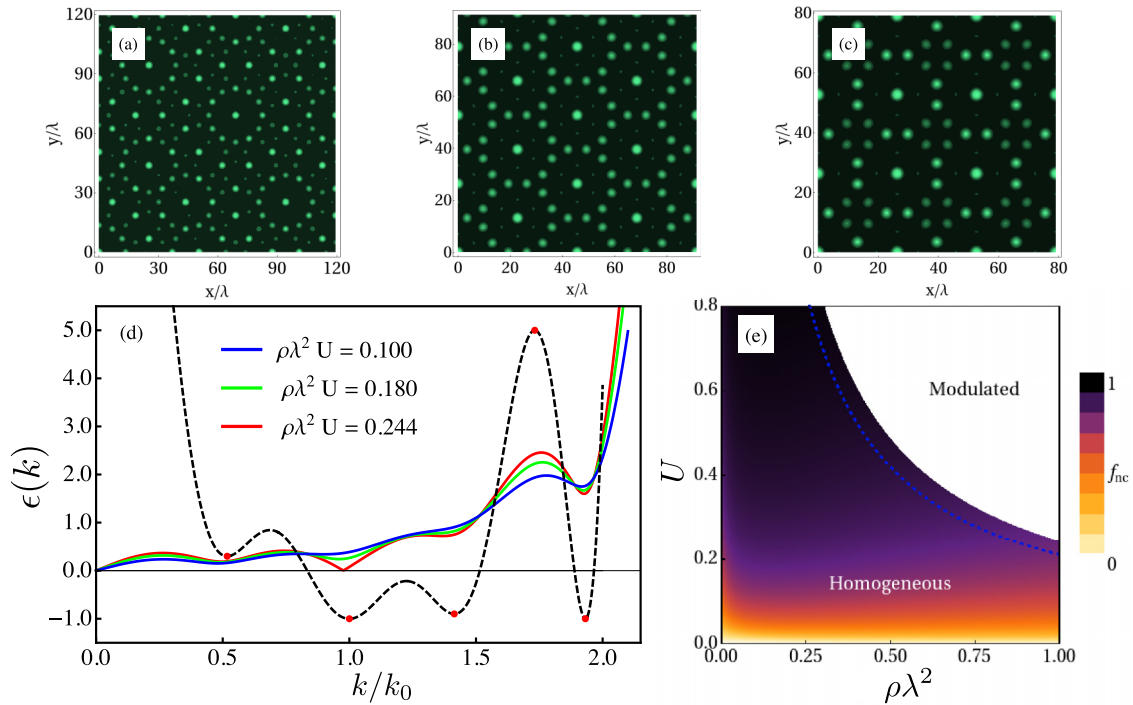 (a)
120
90
60
30
0
y/λ
0 30 60 90 120
x/λ
(b)
80
60
40
20
0
y/λ
0 20 40 60 80
x/λ
(c)
80
60
40
20
0
y/λ
0 20 40 60 80
x/λ
(d)
5.0
4.0
3.0
2.0
1.0
0.0
−1.0
ϵ(k)
ρλ² U = 0.100
ρλ² U = 0.180
ρλ² U = 0.244
0.0 0.5 1.0 1.5 2.0
k/k₀
(e)
0.8
0.6
0.4
0.2
0.0
U
Modulated
Homogeneous
0.00 0.25 0.50 0.75 1.00
ρλ²
1
fₙc
0